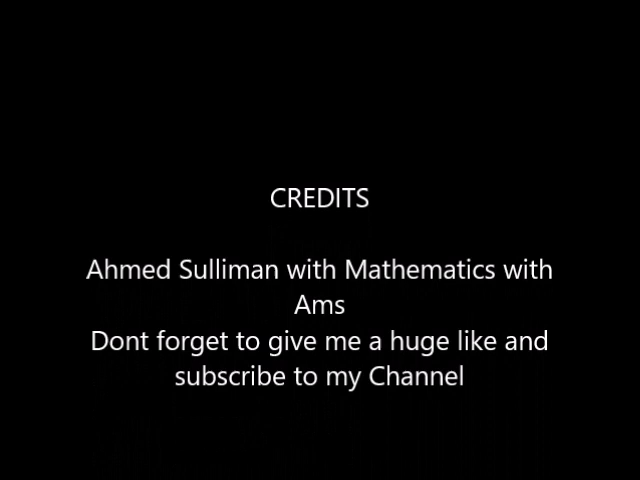 CREDITS
Ahmed Sulliman with Mathematics with
Ams
Dont forget to give me a huge like and
subscribe to my Channel